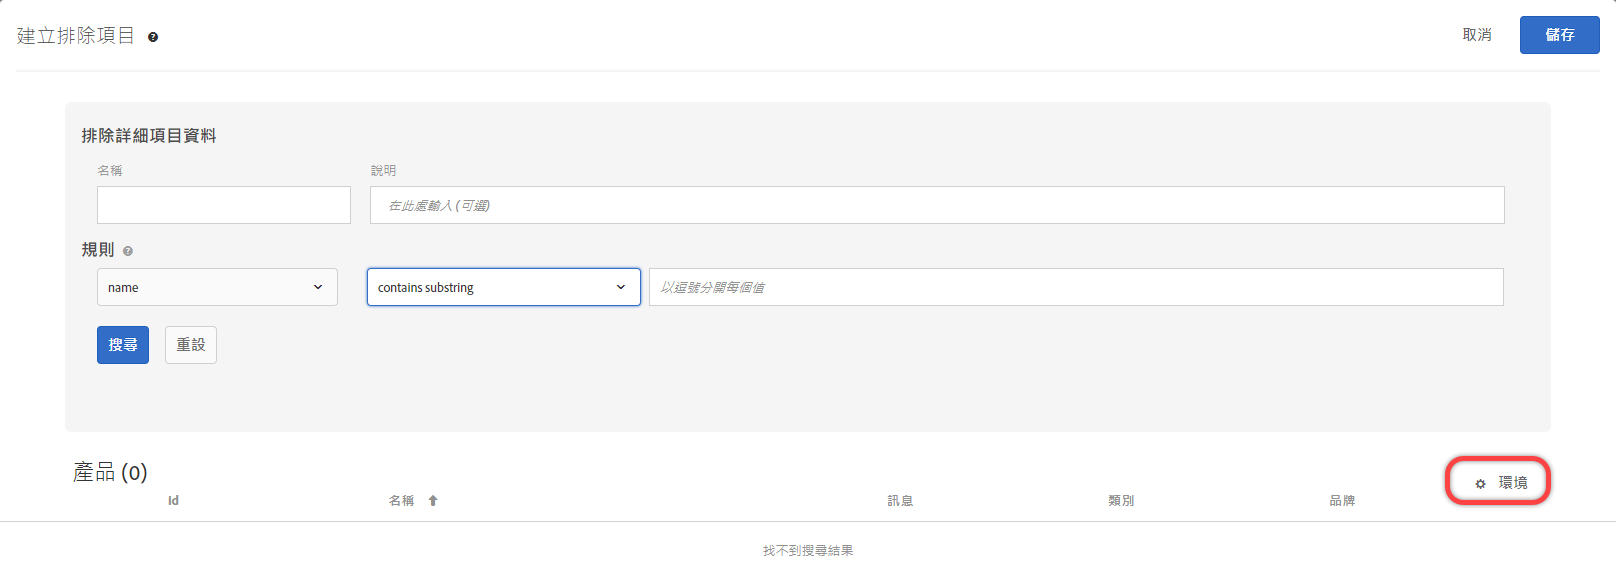 建立排除項目
取消
儲存
排除詳細項目資料
名稱
說明
在此處輸入 (可選)
規則
name
contains substring
以逗號分開每個值
搜尋
重設
產品 (0)
環境
Id
名稱
訊息
類別
品牌
找不到搜尋結果